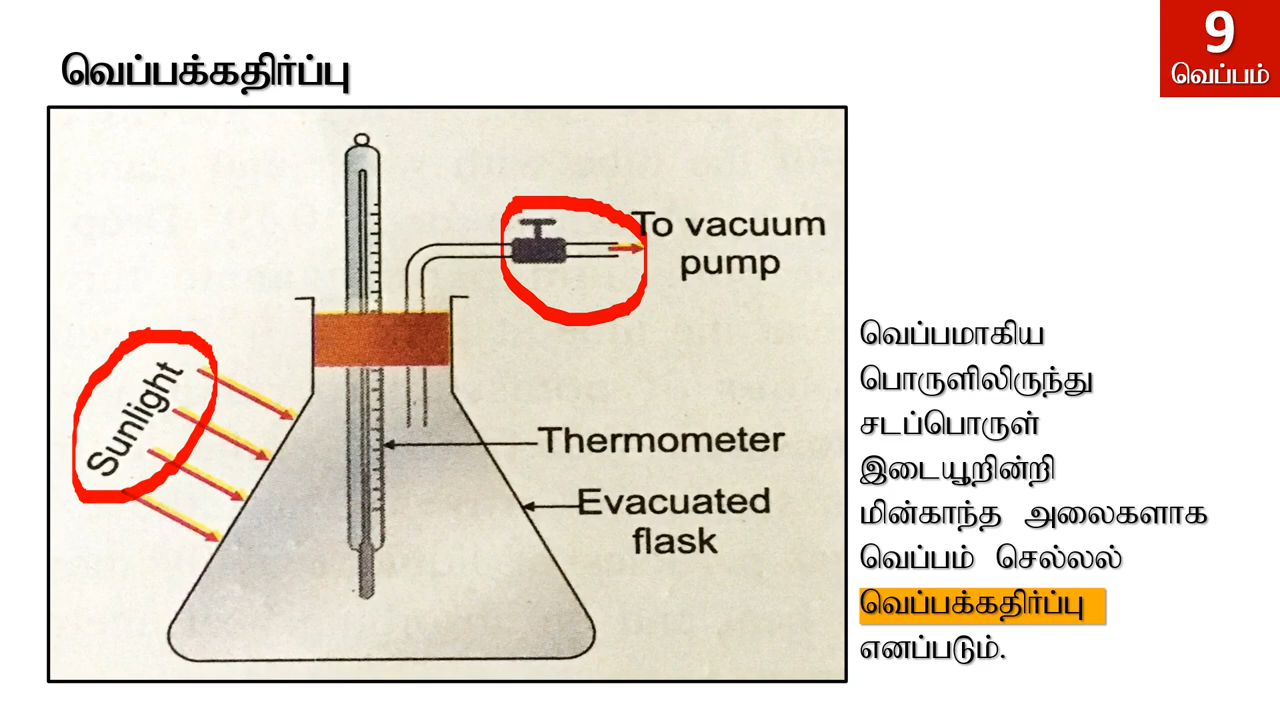 வெப்பக்கதிர்ப்பு
9
வெப்பம்
To vacuum
pump
Sunlight
Thermometer
Evacuated
flask
வெப்பமாகிய
பொருளிலிருந்து
சடப்பொருள்
இடையூறின்றி
மின்காந்த அலைகளாக
வெப்பம் செல்லல்
வெப்பக்கதிர்ப்பு
எனப்படும்.